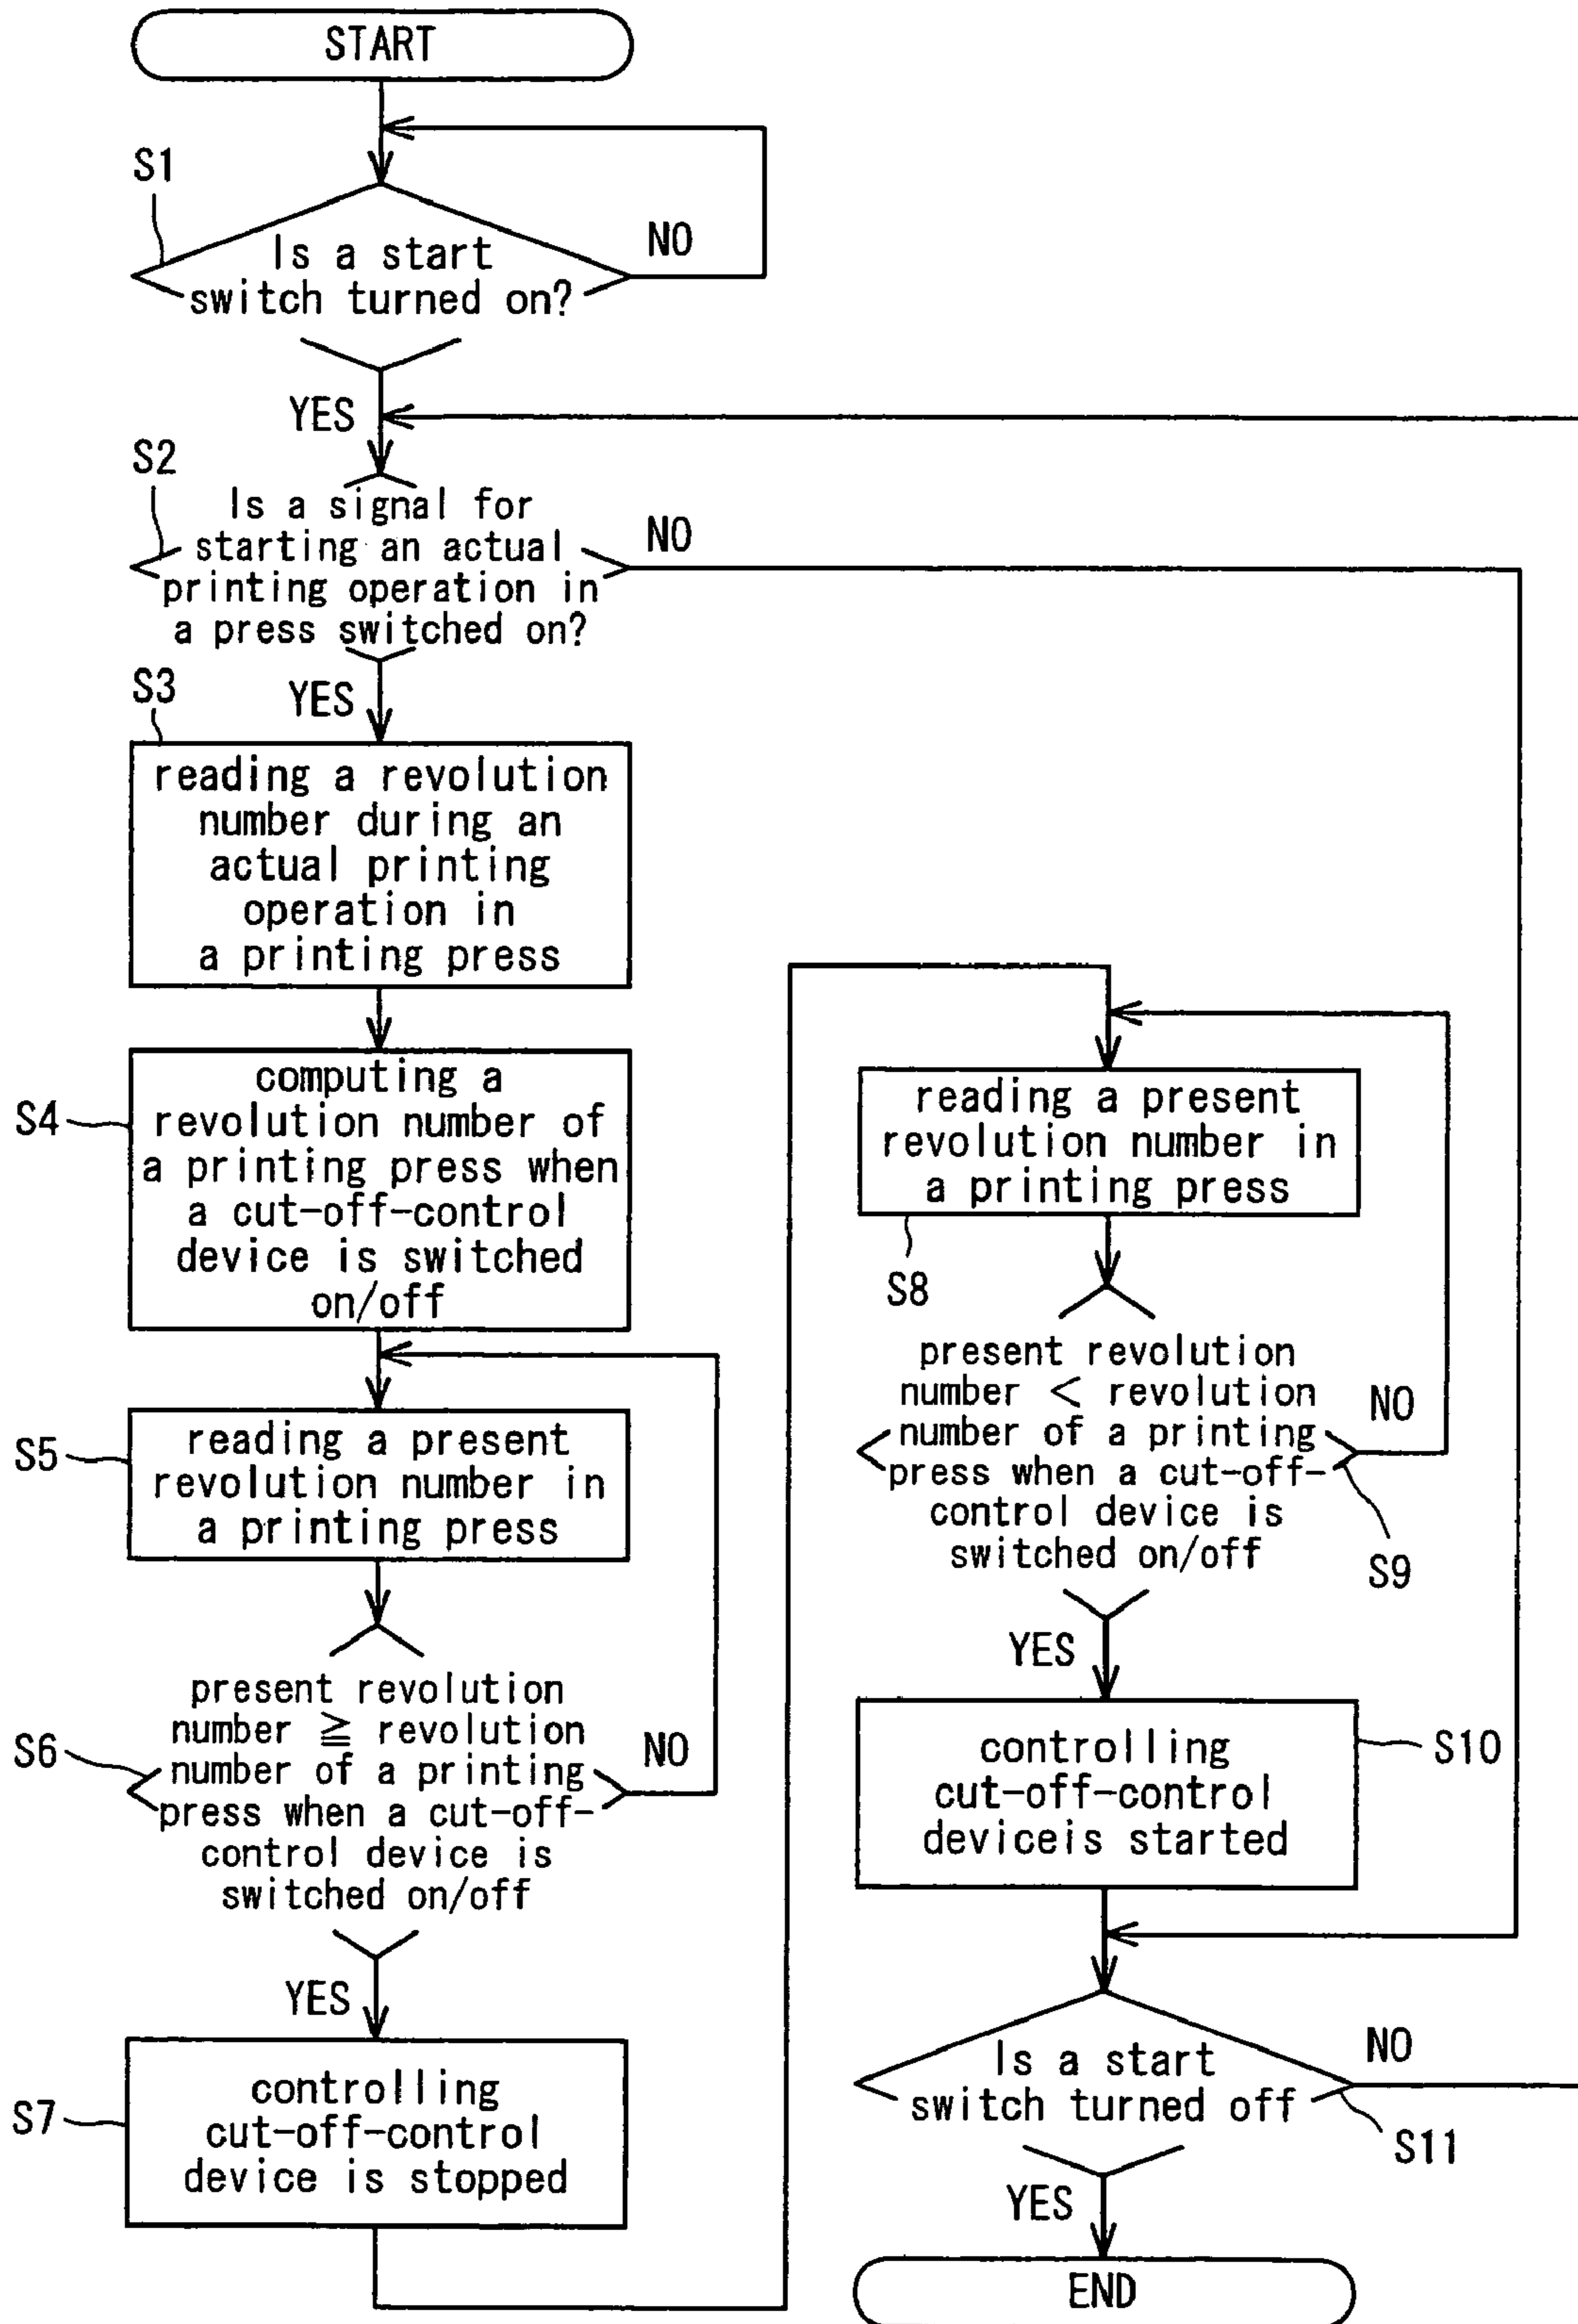 START
S1
Is a start
switch turned on?
NO
YES
S2
Is a signal for
starting an actual
printing operation in
a press switched on?
NO
YES
S3
reading a revolution
number during an
actual printing
operation in
a printing press
S4
computing a
revolution number of
a printing press when
a cut-off-control
device is switched
on/off
S5
reading a present
revolution number in
a printing press
S6
present revolution
number ≧ revolution
number of a printing
press when a cut-off-
control device is
switched on/off
NO
YES
S7
controlling
cut-off-control
device is stopped
reading a present
revolution number in
a printing press
S8
present revolution
number < revolution
number of a printing
press when a cut-off-
control device is
switched on/off
NO
S9
YES
controlling
cut-off-control
deviceis started
S10
Is a start
switch turned off
NO
S11
YES
END